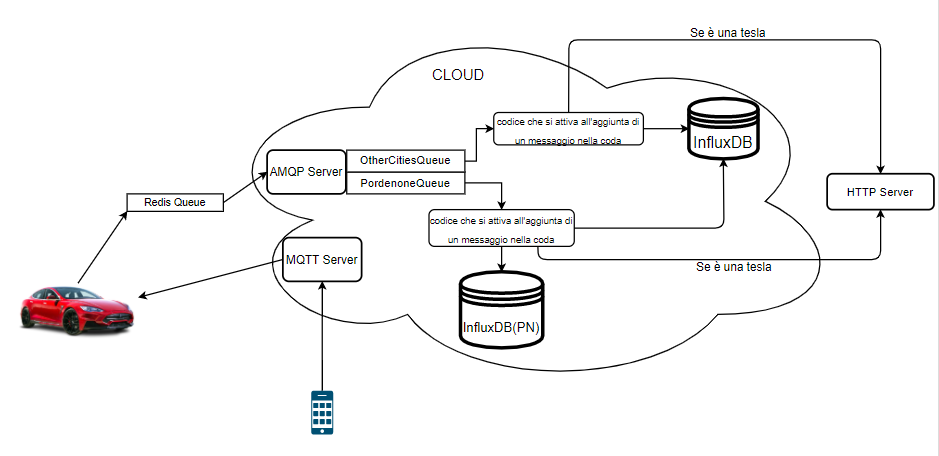 Se è una tesla
CLOUD
codice che si attiva all'aggiunta di
un messaggio nella coda
InfluxDB
OtherCitiesQueue
AMQP Server
PordenoneQueue
HTTP Server
Redis Queue
codice che si attiva all'aggiunta di
un messaggio nella coda
MQTT Server
Se è una tesla
InfluxDB(PN)